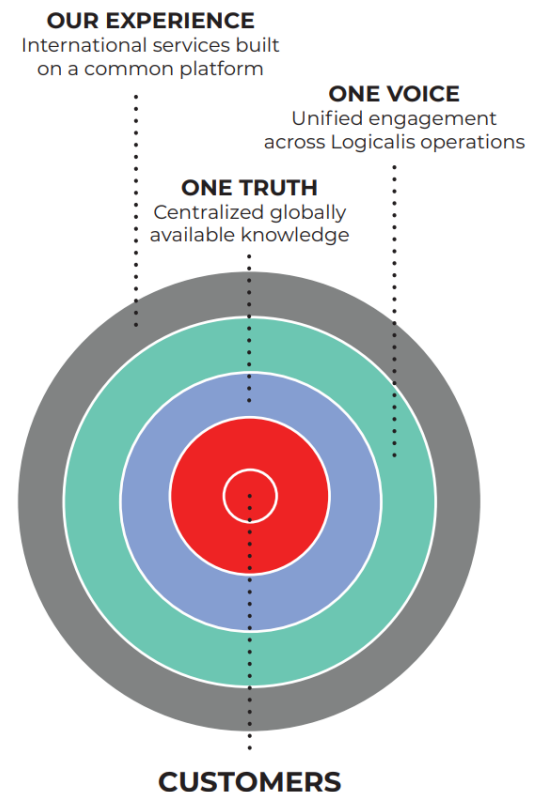 OUR EXPERIENCE
International services built
on a common platform
ONE VOICE
Unified engagement
across Logicalis operations
ONE TRUTH
Centralized globally
available knowledge
CUSTOMERS